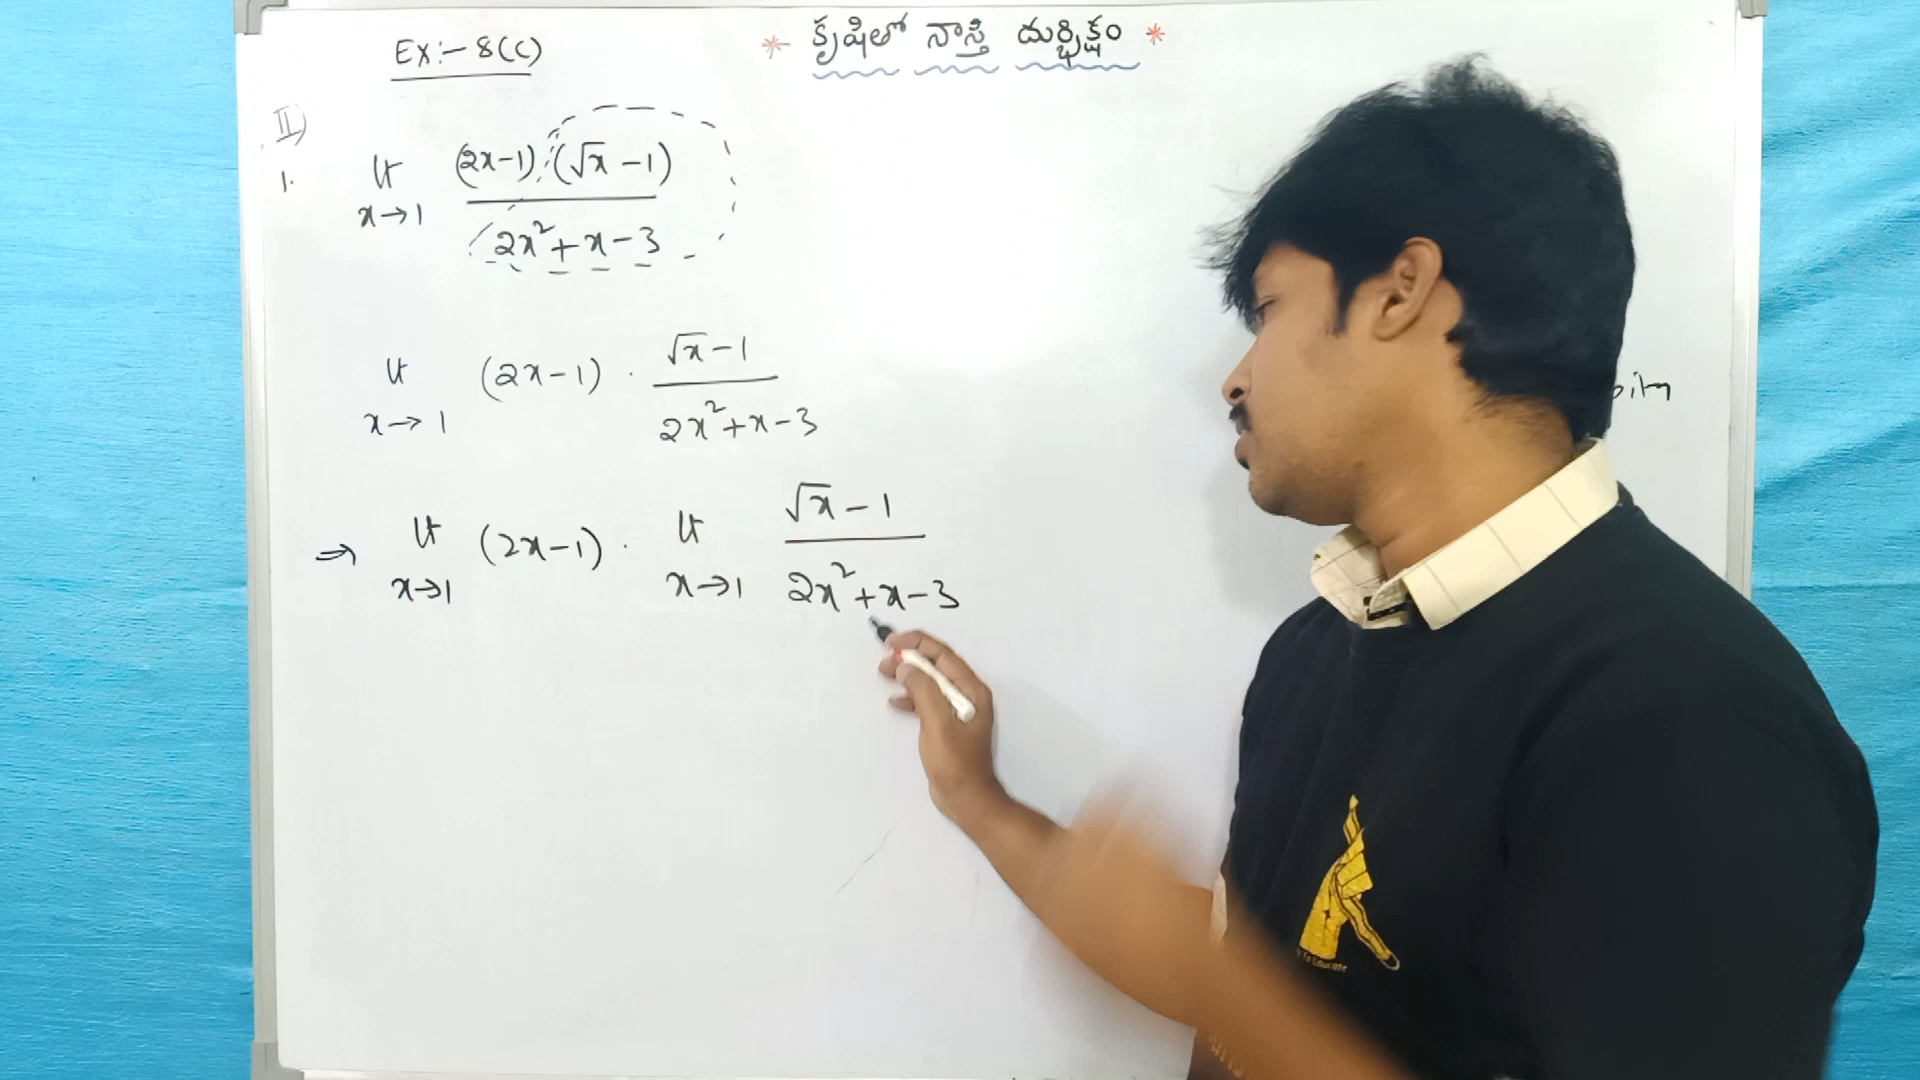 Ex:- 8(c)
* కృషితో నాస్తి దుర్భిక్షం *
II)
1. lt x→1 (2x-1) (√x - 1) / 2x²+x-3
lt x→1 (2x-1) . √x-1 / 2x²+x-3
⇒ lt x→1 (2x-1) . lt x→1 √x-1 / 2x²+x-3